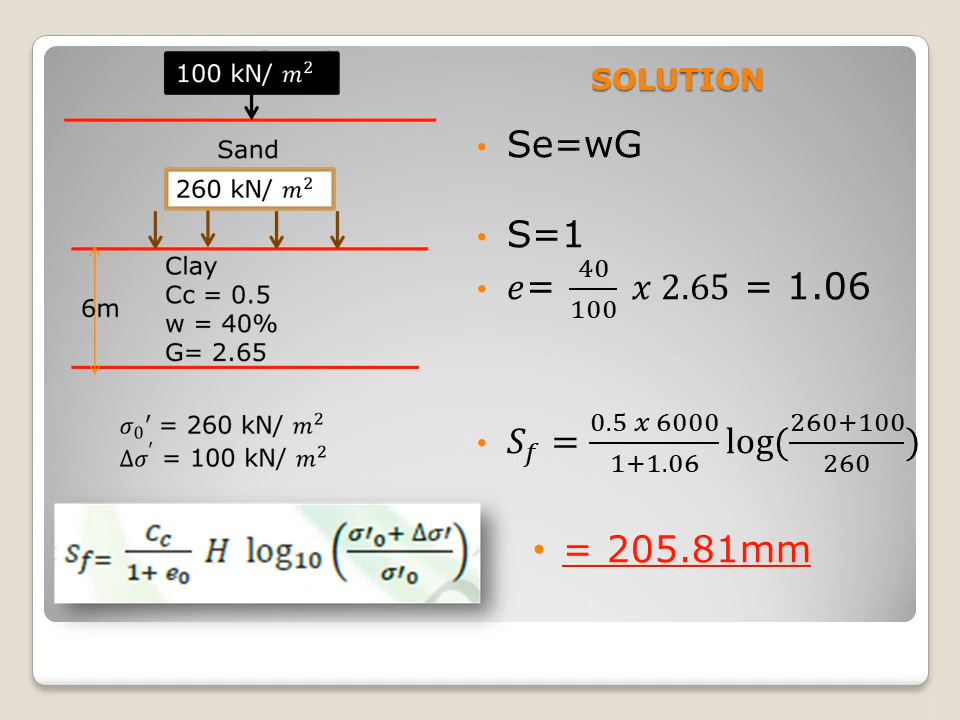 100 kN/ 𝑚²
SOLUTION
Sand
260 kN/ 𝑚²
Clay
Cc = 0.5
w = 40%
G= 2.65
6m
𝜎₀′ = 260 kN/ 𝑚²
Δ𝜎′ = 100 kN/ 𝑚²
S𝑓= C𝑐 / 1+ e₀ H log₁₀ (σ′₀+ Δσ′ / σ′₀)
• Se=wG
• S=1
• 𝑒= 40/100 𝑥 2.65 = 1.06
• 𝑆𝑓 = 0.5 𝑥 6000 / 1+1.06 log(260+100 / 260)
• = 205.81mm